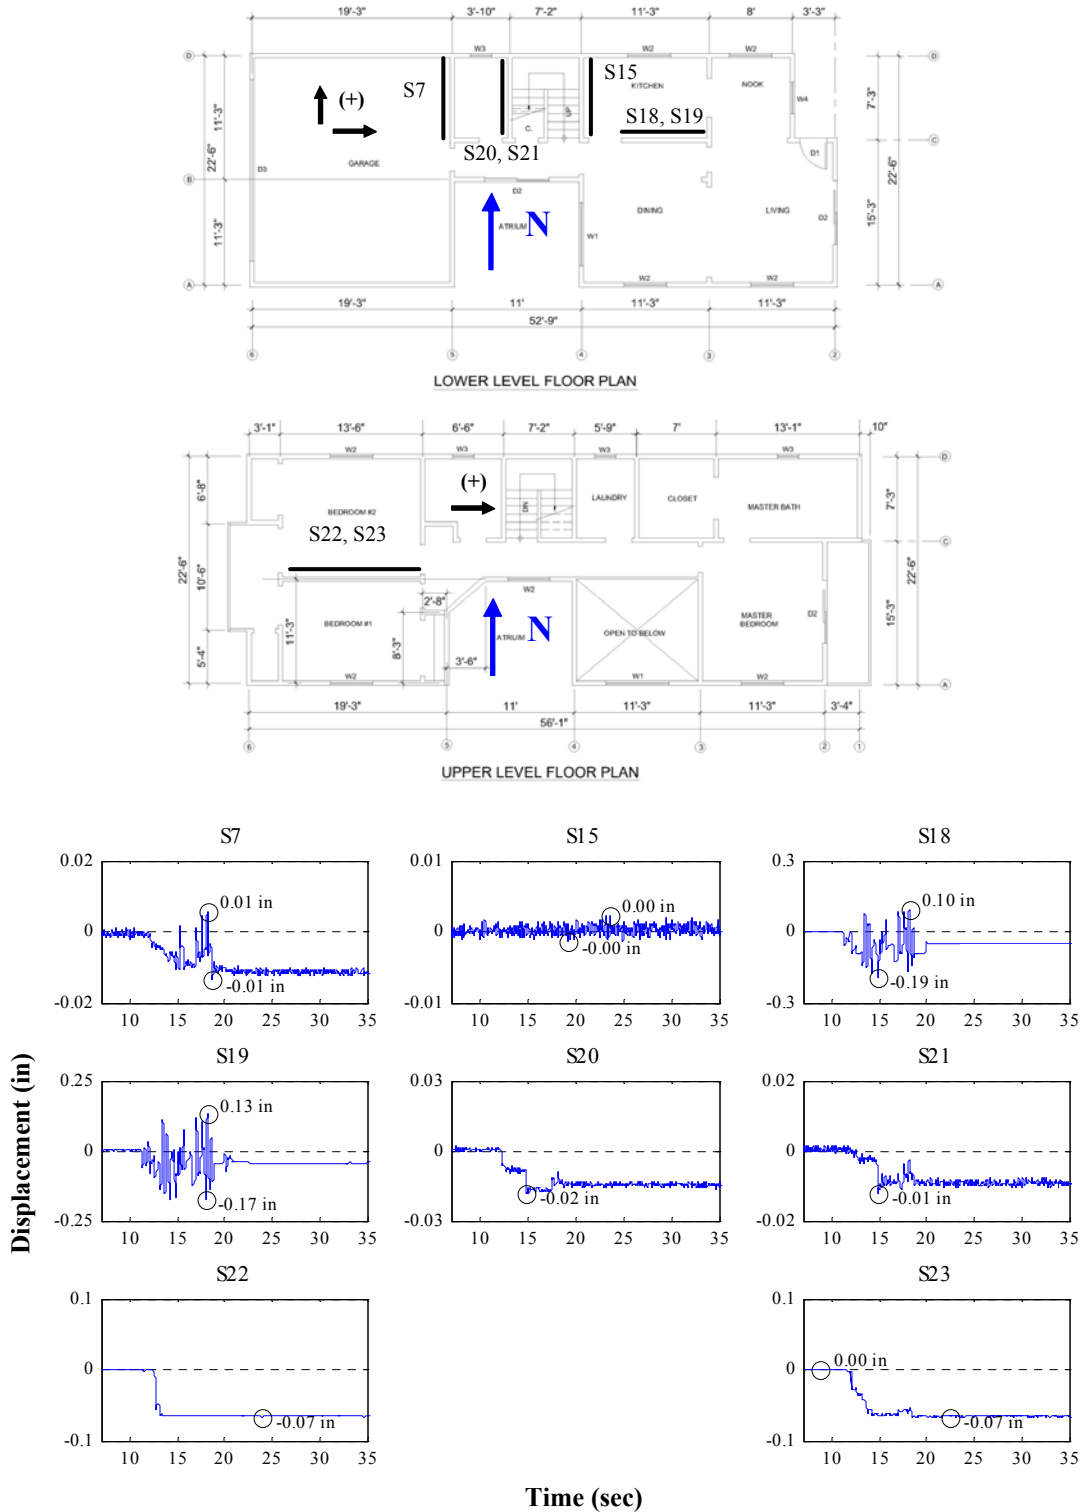 19'-3" 3'-10" 7'-2" 11'-3" 8' 3'-3"
D W3 W2 W2 D
S7 S15 KITCHEN NOOK
(+) W4
S18, S19
11'-3" 7'-3"
UP
C.
S20, S21 D1 C
22'-6" GARAGE 22'-6"
B D3 D2
DINING LIVING D2
ATRIUM N
W1
11'-3" 15'-3"
W2 W2
A A
19'-3" 11' 11'-3" 11'-3"
52'-9"
6 5 4 3 2
LOWER LEVEL FLOOR PLAN
3'-1" 13'-6" 6'-6" 7'-2" 5'-9" 7' 13'-1" 10"
W2 W3 W3 W3 D
6'-8" (+) 7'-3"
BEDROOM #2 DN LAUNDRY CLOSET MASTER BATH
S22, S23
C
22'-6" 10'-6" 22'-6"
W2
2'-8" D2
BEDROOM #1 ATRUIM N OPEN TO BELOW MASTER BEDROOM
11'-3" 8'-3" 15'-3"
5'-4" 3'-6"
W2 W1 W2 A
19'-3" 11' 11'-3" 11'-3" 3'-4"
56'-1"
6 5 4 3 2 1
UPPER LEVEL FLOOR PLAN
S7
0.02
0
-0.02
0.01 in
-0.01 in
10 15 20 25 30 35
S15
0.01
0
-0.01
0.00 in
-0.00 in
10 15 20 25 30 35
S18
0.3
0
-0.3
0.10 in
-0.19 in
10 15 20 25 30 35
Displacement (in)
S19
0.25
0
-0.25
0.13 in
-0.17 in
10 15 20 25 30 35
S20
0.03
0
-0.03
-0.02 in
10 15 20 25 30 35
S21
0.02
0
-0.02
-0.01 in
10 15 20 25 30 35
S22
0.1
0
-0.1
-0.07 in
10 15 20 25 30 35
S23
0.1
0
-0.1
0.00 in
-0.07 in
10 15 20 25 30 35
Time (sec)